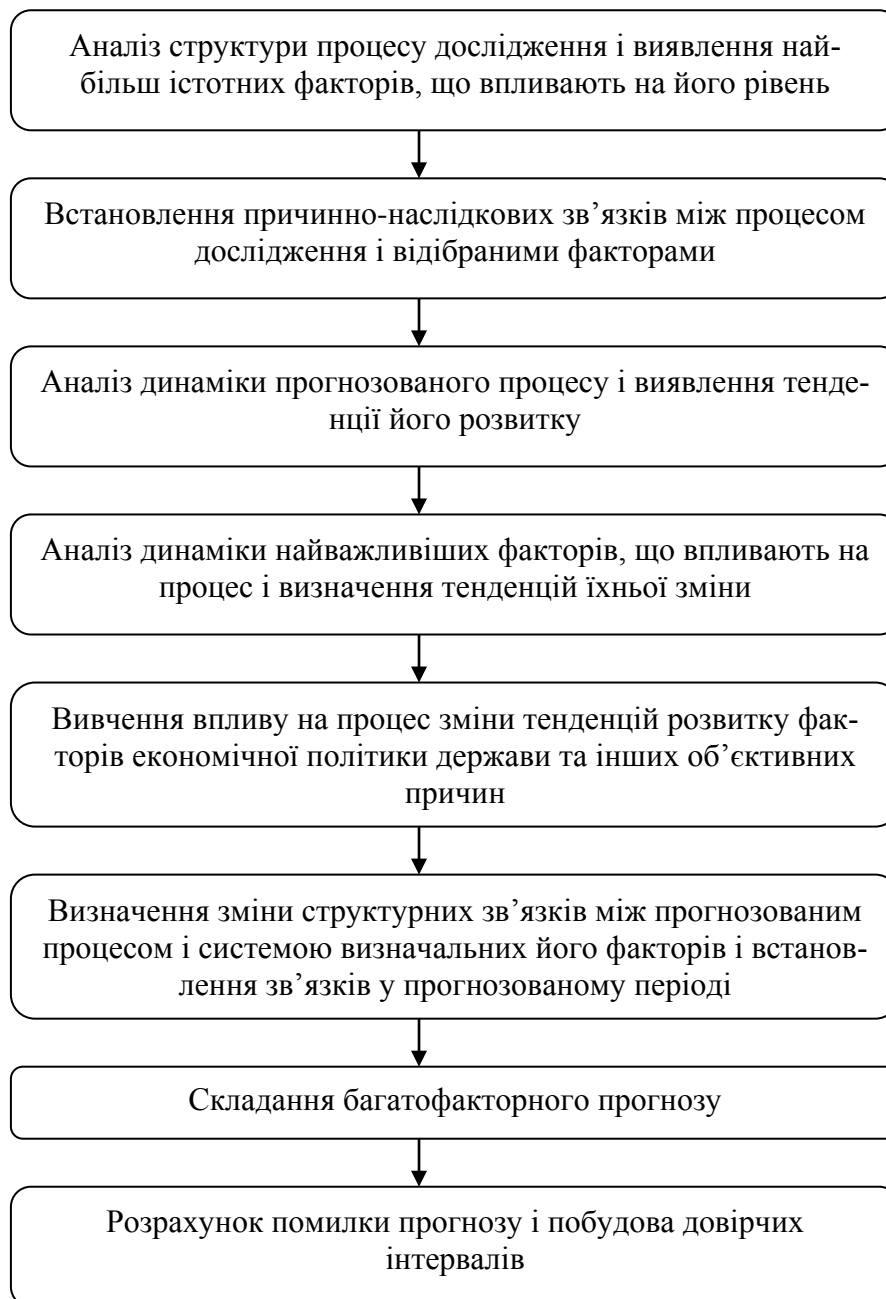 Аналіз структури процесу дослідження і виявлення най-
більш істотних факторів, що впливають на його рівень
Встановлення причинно-наслідкових зв’язків між процесом
дослідження і відібраними факторами
Аналіз динаміки прогнозованого процесу і виявлення тенде-
нції його розвитку
Аналіз динаміки найважливіших факторів, що впливають на
процес і визначення тенденцій їхньої зміни
Вивчення впливу на процес зміни тенденцій розвитку фак-
торів економічної політики держави та інших об’єктивних
причин
Визначення зміни структурних зв’язків між прогнозованим
процесом і системою визначальних його факторів і встанов-
лення зв’язків у прогнозованому періоді
Складання багатофакторного прогнозу
Розрахунок помилки прогнозу і побудова довірчих
інтервалів